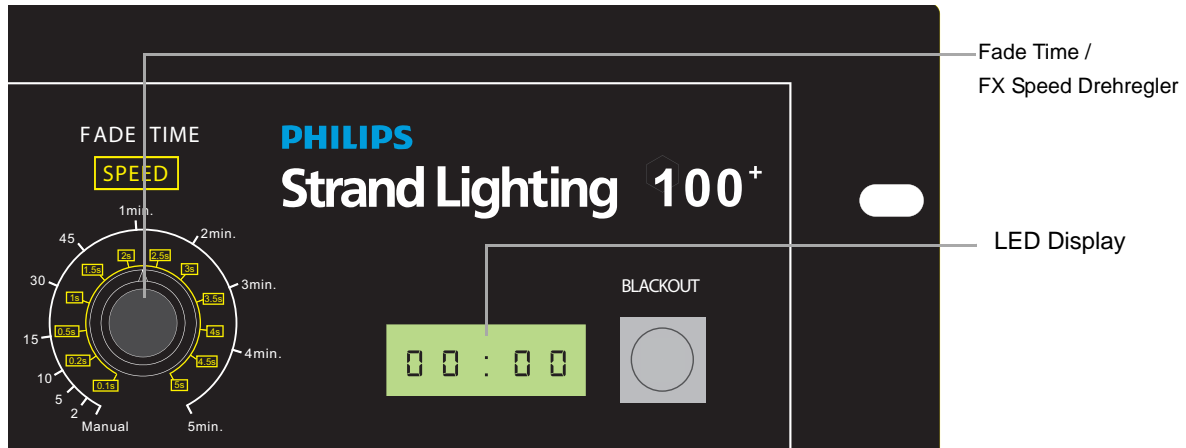 Fade Time /
FX Speed Drehregler
FADE TIME
SPEED
PHILIPS
Strand Lighting 100+
1min.
45
2min.
2s
2.5s
1.5s
3s
30
3min.
1s
3.5s
0.5s
4s
15
4min.
0.2s
4.5s
10
0.1s
5s
5
2
Manual
5min.
LED Display
BLACKOUT
00:00